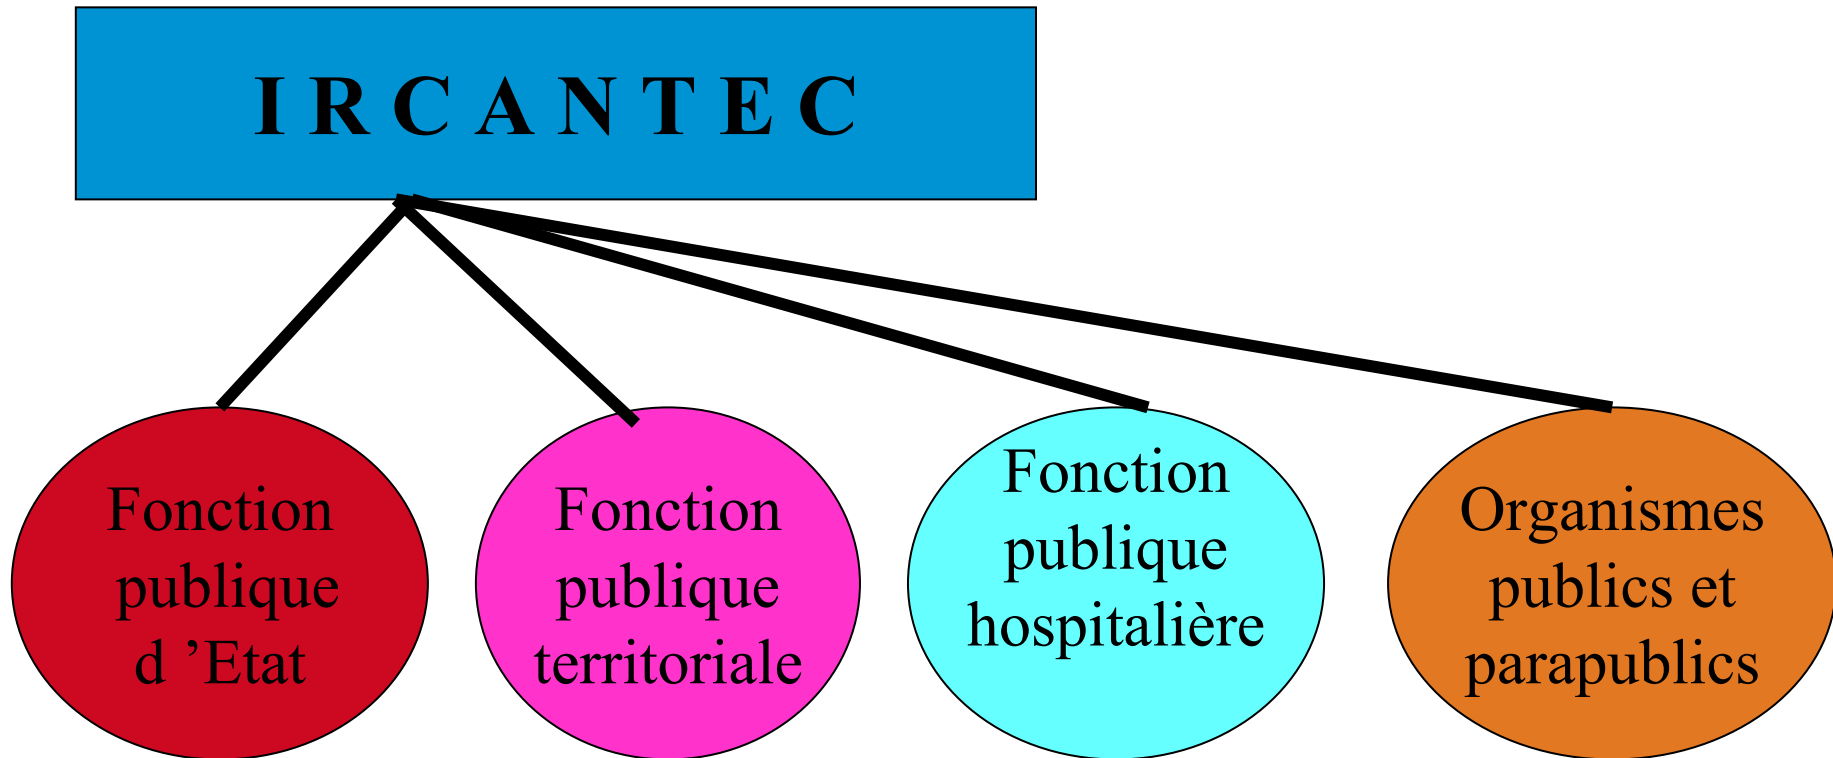 I R C A N T E C
Fonction
publique
d ’Etat
Fonction
publique
territoriale
Fonction
publique
hospitalière
Organismes
publics et
parapublics